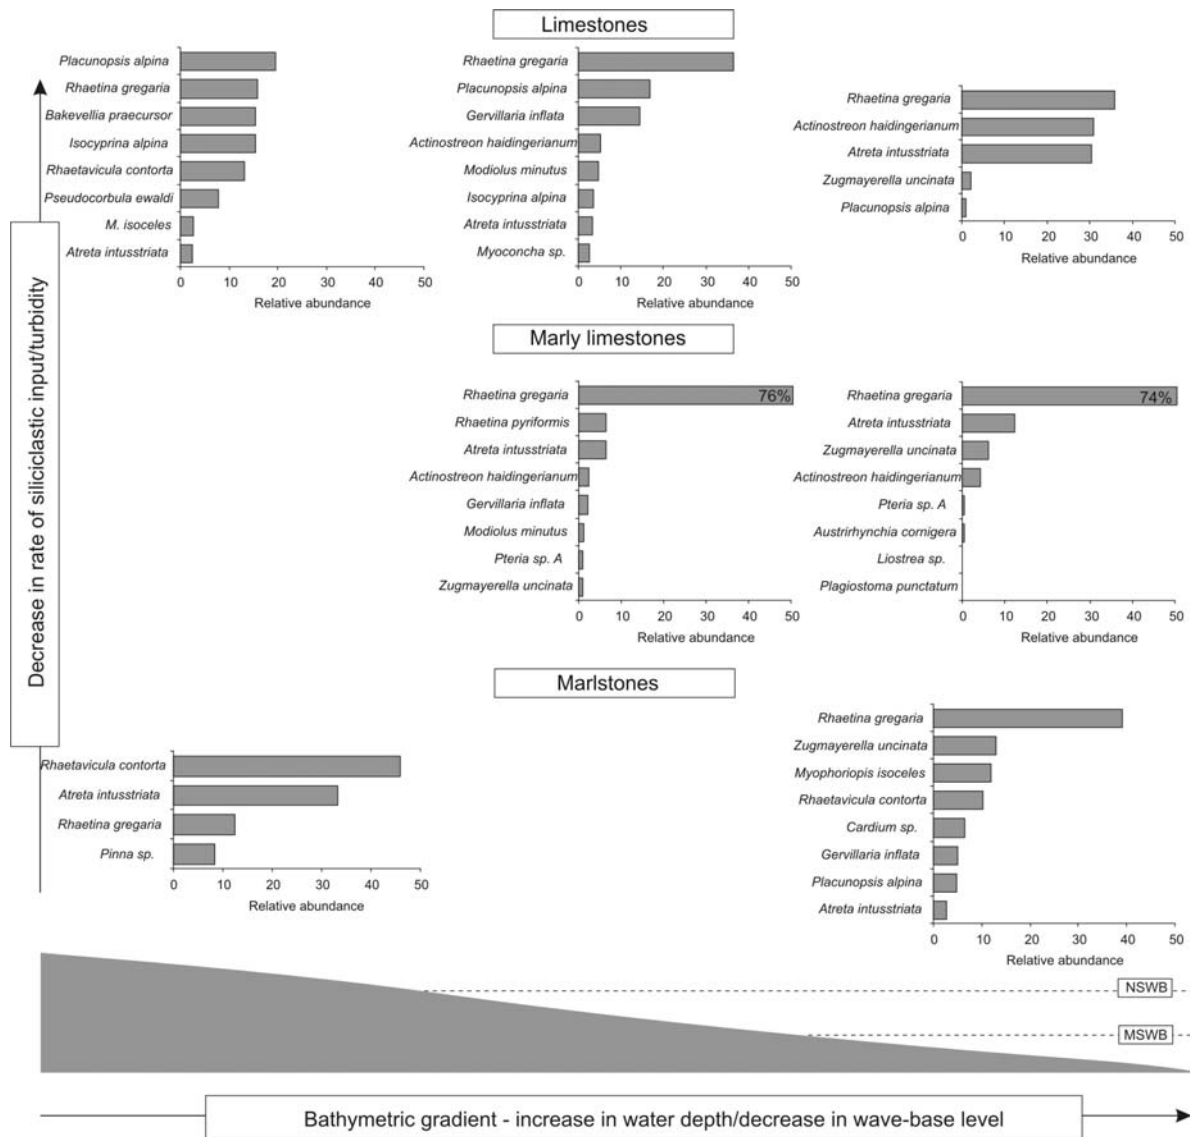 Limestones
Placunopsis alpina
Rhaetina gregaria
Bakevellia praecursor
Isocyprina alpina
Rhaetavicula contorta
Pseudocorbula ewaldi
M. isoceles
Atreta intusstriata
0 10 20 30 40 50
Relative abundance
Rhaetina gregaria
Placunopsis alpina
Gervillaria inflata
Actinostreon haidingerianum
Modiolus minutus
Isocyprina alpina
Atreta intusstriata
Myoconcha sp.
0 10 20 30 40 50
Relative abundance
Rhaetina gregaria
Actinostreon haidingerianum
Atreta intusstriata
Zugmayerella uncinata
Placunopsis alpina
0 10 20 30 40 50
Relative abundance
Decrease in rate of siliciclastic input/turbidity
Marly limestones
Rhaetina gregaria
76%
Rhaetina pyriformis
Atreta intusstriata
Actinostreon haidingerianum
Gervillaria inflata
Modiolus minutus
Pteria sp. A
Zugmayerella uncinata
0 10 20 30 40 50
Relative abundance
Rhaetina gregaria
74%
Atreta intusstriata
Zugmayerella uncinata
Actinostreon haidingerianum
Pteria sp. A
Austrirhynchia cornigera
Liostrea sp.
Plagiostoma punctatum
0 10 20 30 40 50
Relative abundance
Marlstones
Rhaetavicula contorta
Atreta intusstriata
Rhaetina gregaria
Pinna sp.
0 10 20 30 40 50
Relative abundance
Rhaetina gregaria
Zugmayerella uncinata
Myophoriopis isoceles
Rhaetavicula contorta
Cardium sp.
Gervillaria inflata
Placunopsis alpina
Atreta intusstriata
0 10 20 30 40 50
Relative abundance
NSWB
MSWB
Bathymetric gradient - increase in water depth/decrease in wave-base level